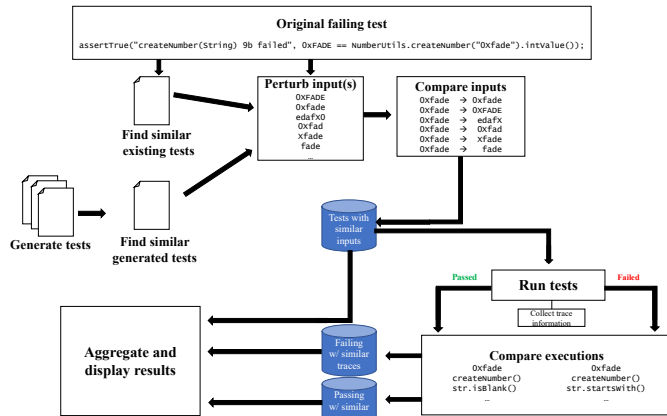 Original failing test
assertTrue("createNumber(String) 9b failed", 0xFADE == NumberUtils.createNumber("0Xfade").intValue());
Perturb input(s)
0XFADE
0xfade
edafX0
0Xfad
Xfade
fade
…
Compare inputs
0Xfade → 0xfade
0Xfade → 0XFADE
0Xfade → edafX
0Xfade → 0Xfad
0Xfade → Xfade
0Xfade → fade
Find similar
existing tests
Generate tests
Find similar
generated tests
Tests with
similar
inputs
Passed
Run tests
Failed
Collect trace
information
Aggregate and
display results
Failing
w/ similar
traces
Passing
w/ similar
Compare executions
0Xfade
createNumber()
str.isBlank()
…
0Xfade
createNumber()
str.startsWith()
…